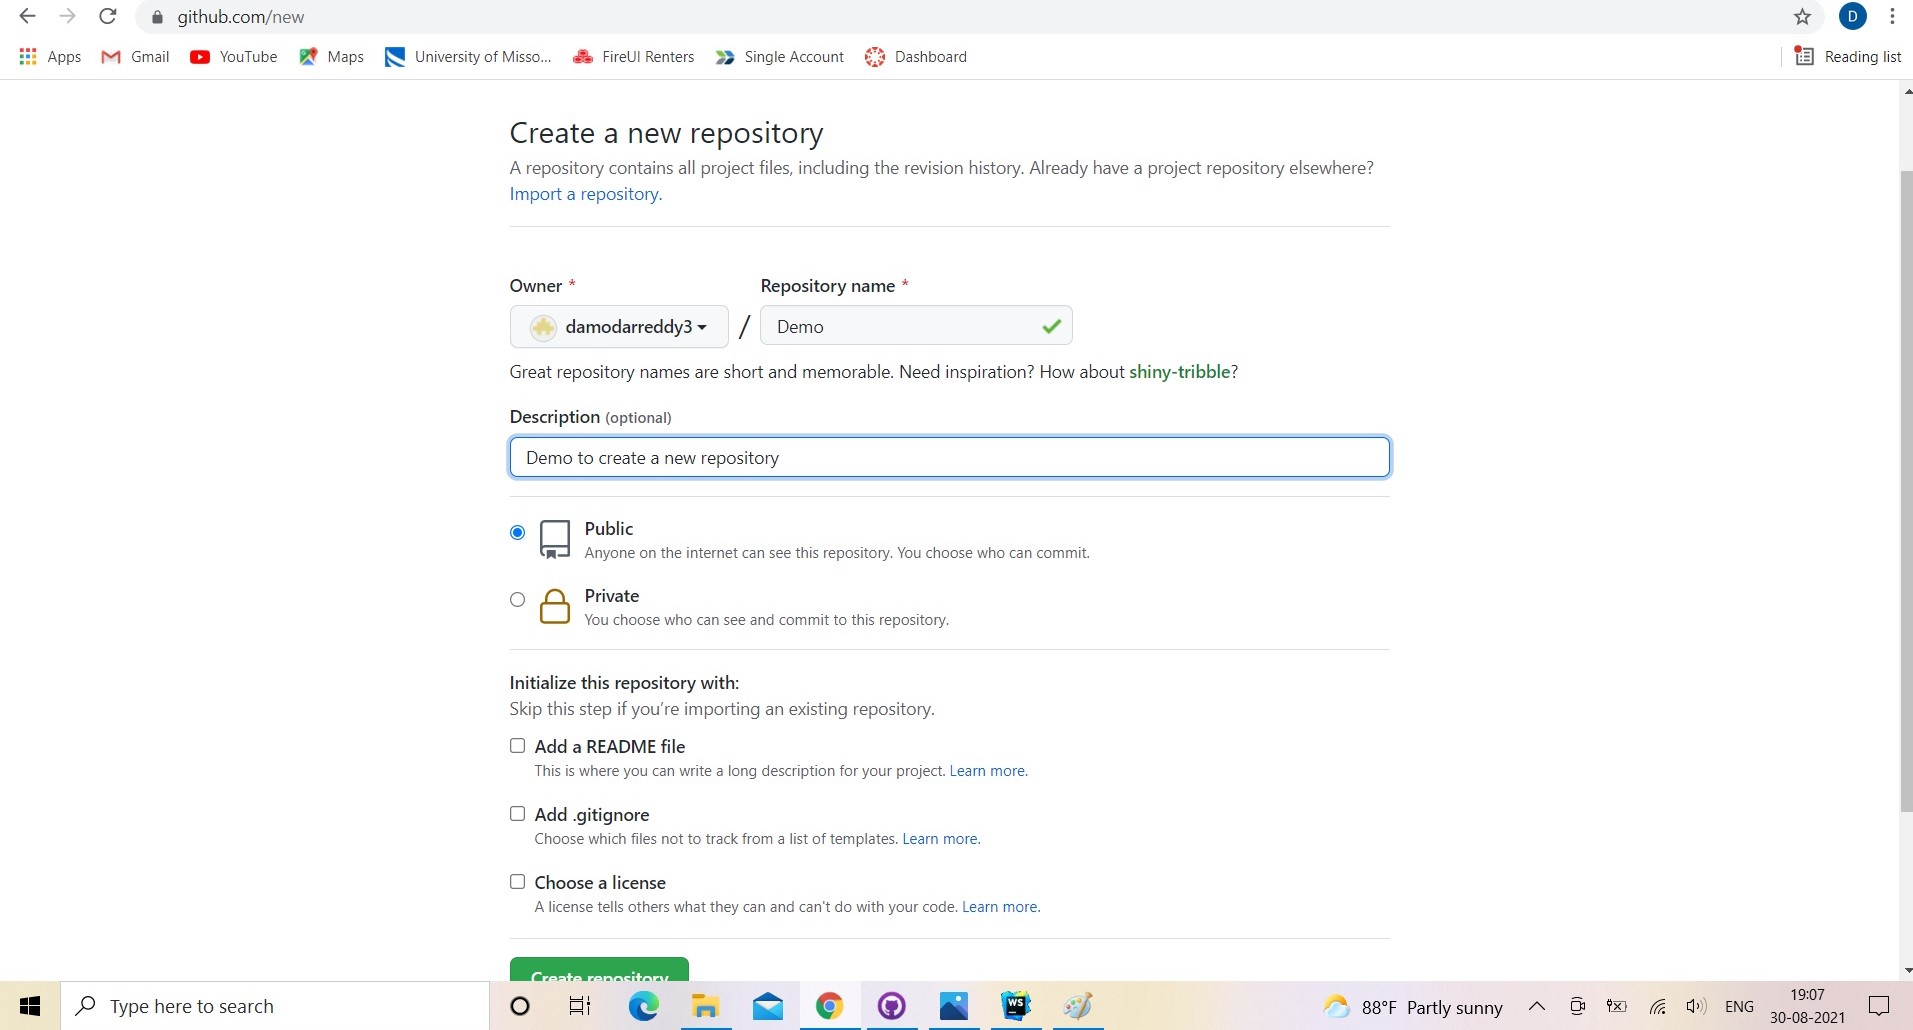 github.com/new
D
Apps Gmail YouTube Maps University of Misso... FireUI Renters Single Account Dashboard Reading list
Create a new repository
A repository contains all project files, including the revision history. Already have a project repository elsewhere?
Import a repository.
Owner * Repository name *
damodarreddy3 / Demo
Great repository names are short and memorable. Need inspiration? How about shiny-tribble?
Description (optional)
Demo to create a new repository
Public
Anyone on the internet can see this repository. You choose who can commit.
Private
You choose who can see and commit to this repository.
Initialize this repository with:
Skip this step if you're importing an existing repository.
Add a README file
This is where you can write a long description for your project. Learn more.
Add .gitignore
Choose which files not to track from a list of templates. Learn more.
Choose a license
A license tells others what they can and can't do with your code. Learn more.
Create repository
Type here to search
WS
88°F Partly sunny
ENG
19:07
30-08-2021